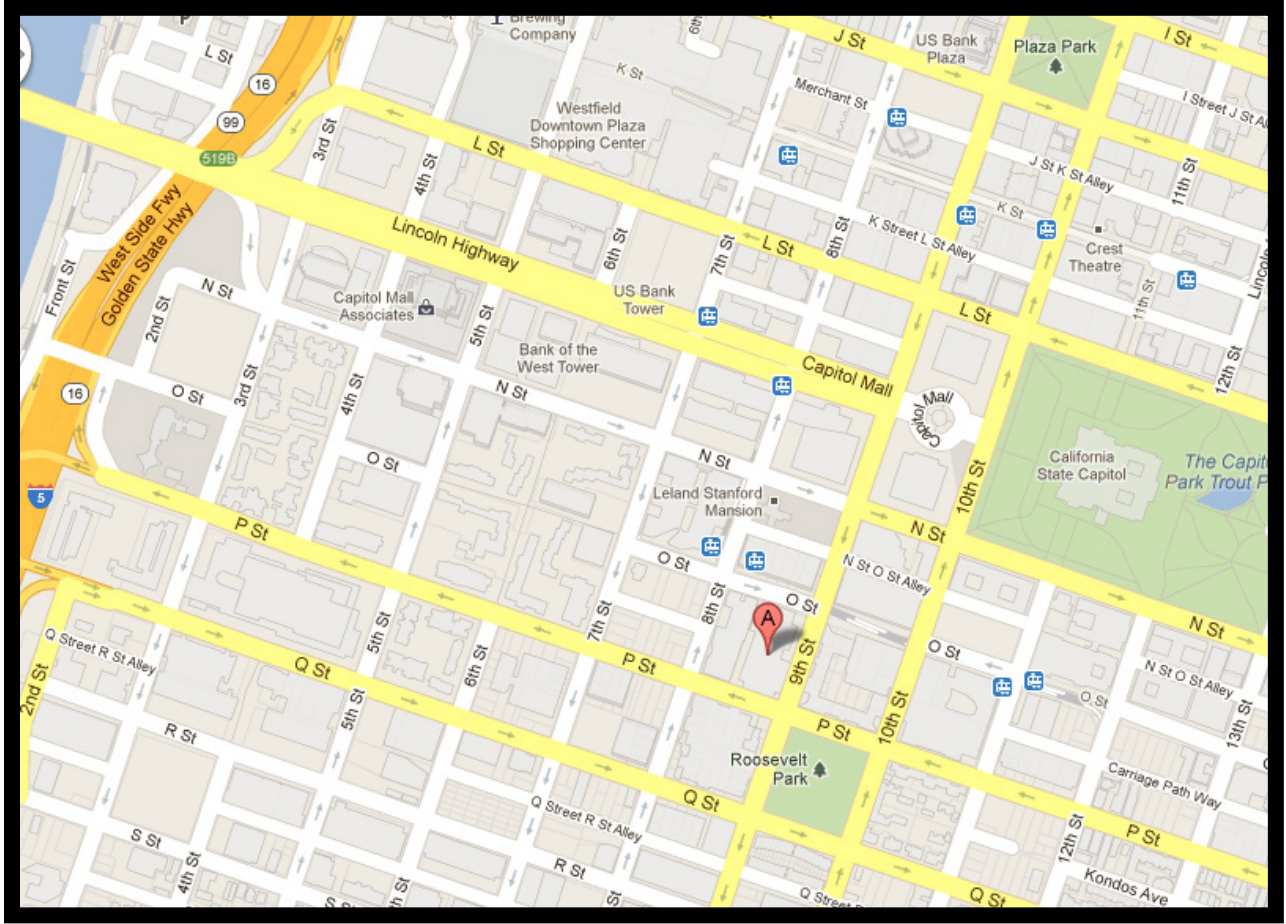 Brewing
Company
6th
J St
US Bank
Plaza
Plaza Park
I St
L St
16
K St
Merchant St
I Street J St
99
Westfield
Downtown Plaza
Shopping Center
3rd St
519B
L St
4th St
J St K St Alley
11th St
West Side Fwy
Golden State Hwy
Lincoln Highway
6th St
7th St
L St
8th St
K Street L St Alley
K St
Crest
Theatre
Front St
N St
2nd St
Capitol Mall
Associates
5th St
US Bank
Tower
L St
11th St
Lincoln
Bank of the
West Tower
Capitol Mall
12th St
16
O St
3rd St
4th St
N St
Capitol Mall
O St
N St
California
State Capitol
The
Park Trout
5
Leland Stanford
Mansion
10th St
P St
N St
O St
N St O St Alley
8th St
O St
A
7th St
N St
Q Street R St Alley
5th St
Q St
6th St
P St
9th St
O St
N St O St Alley
2nd St
5th St
O St
R St
10th St
P St
13th St
Roosevelt
Park
Carriage Path Way
Q St
Q Street R St Alley
S St
P St
12th St
4th St
R St
Kondos Ave
Q St